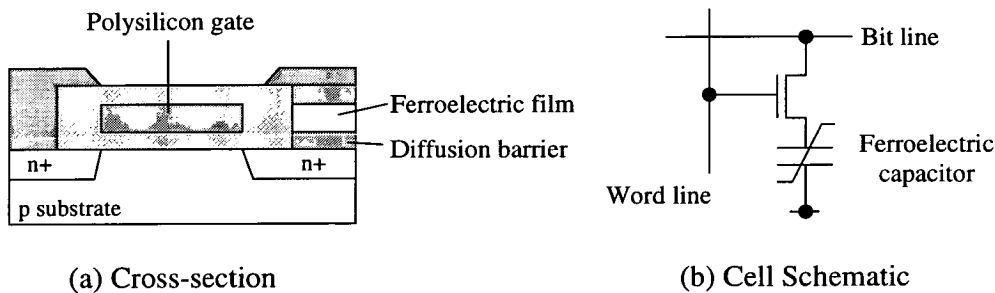 Polysilicon gate
Ferroelectric film
Diffusion barrier
n+
n+
p substrate
(a) Cross-section
Bit line
Ferroelectric
capacitor
Word line
(b) Cell Schematic